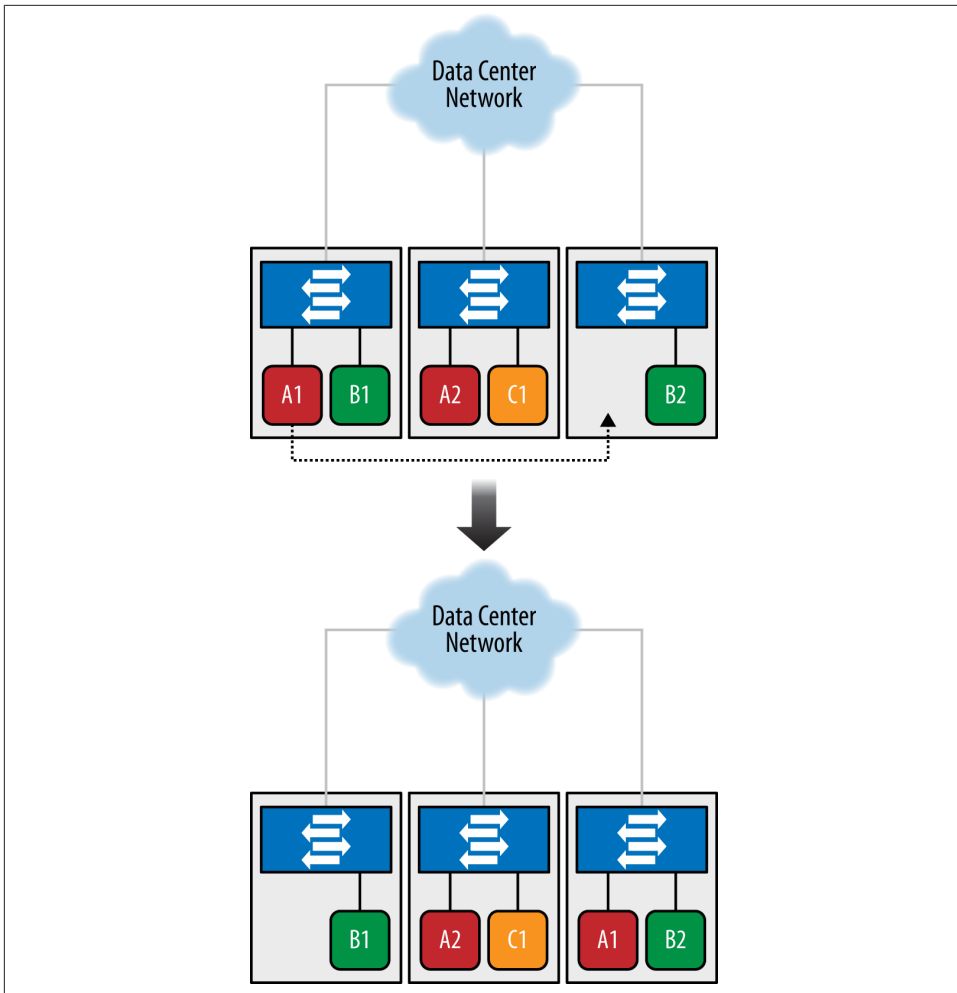 Data Center
Network
A1 B1 A2 C1 B2
Data Center
Network
B1 A2 C1 A1 B2